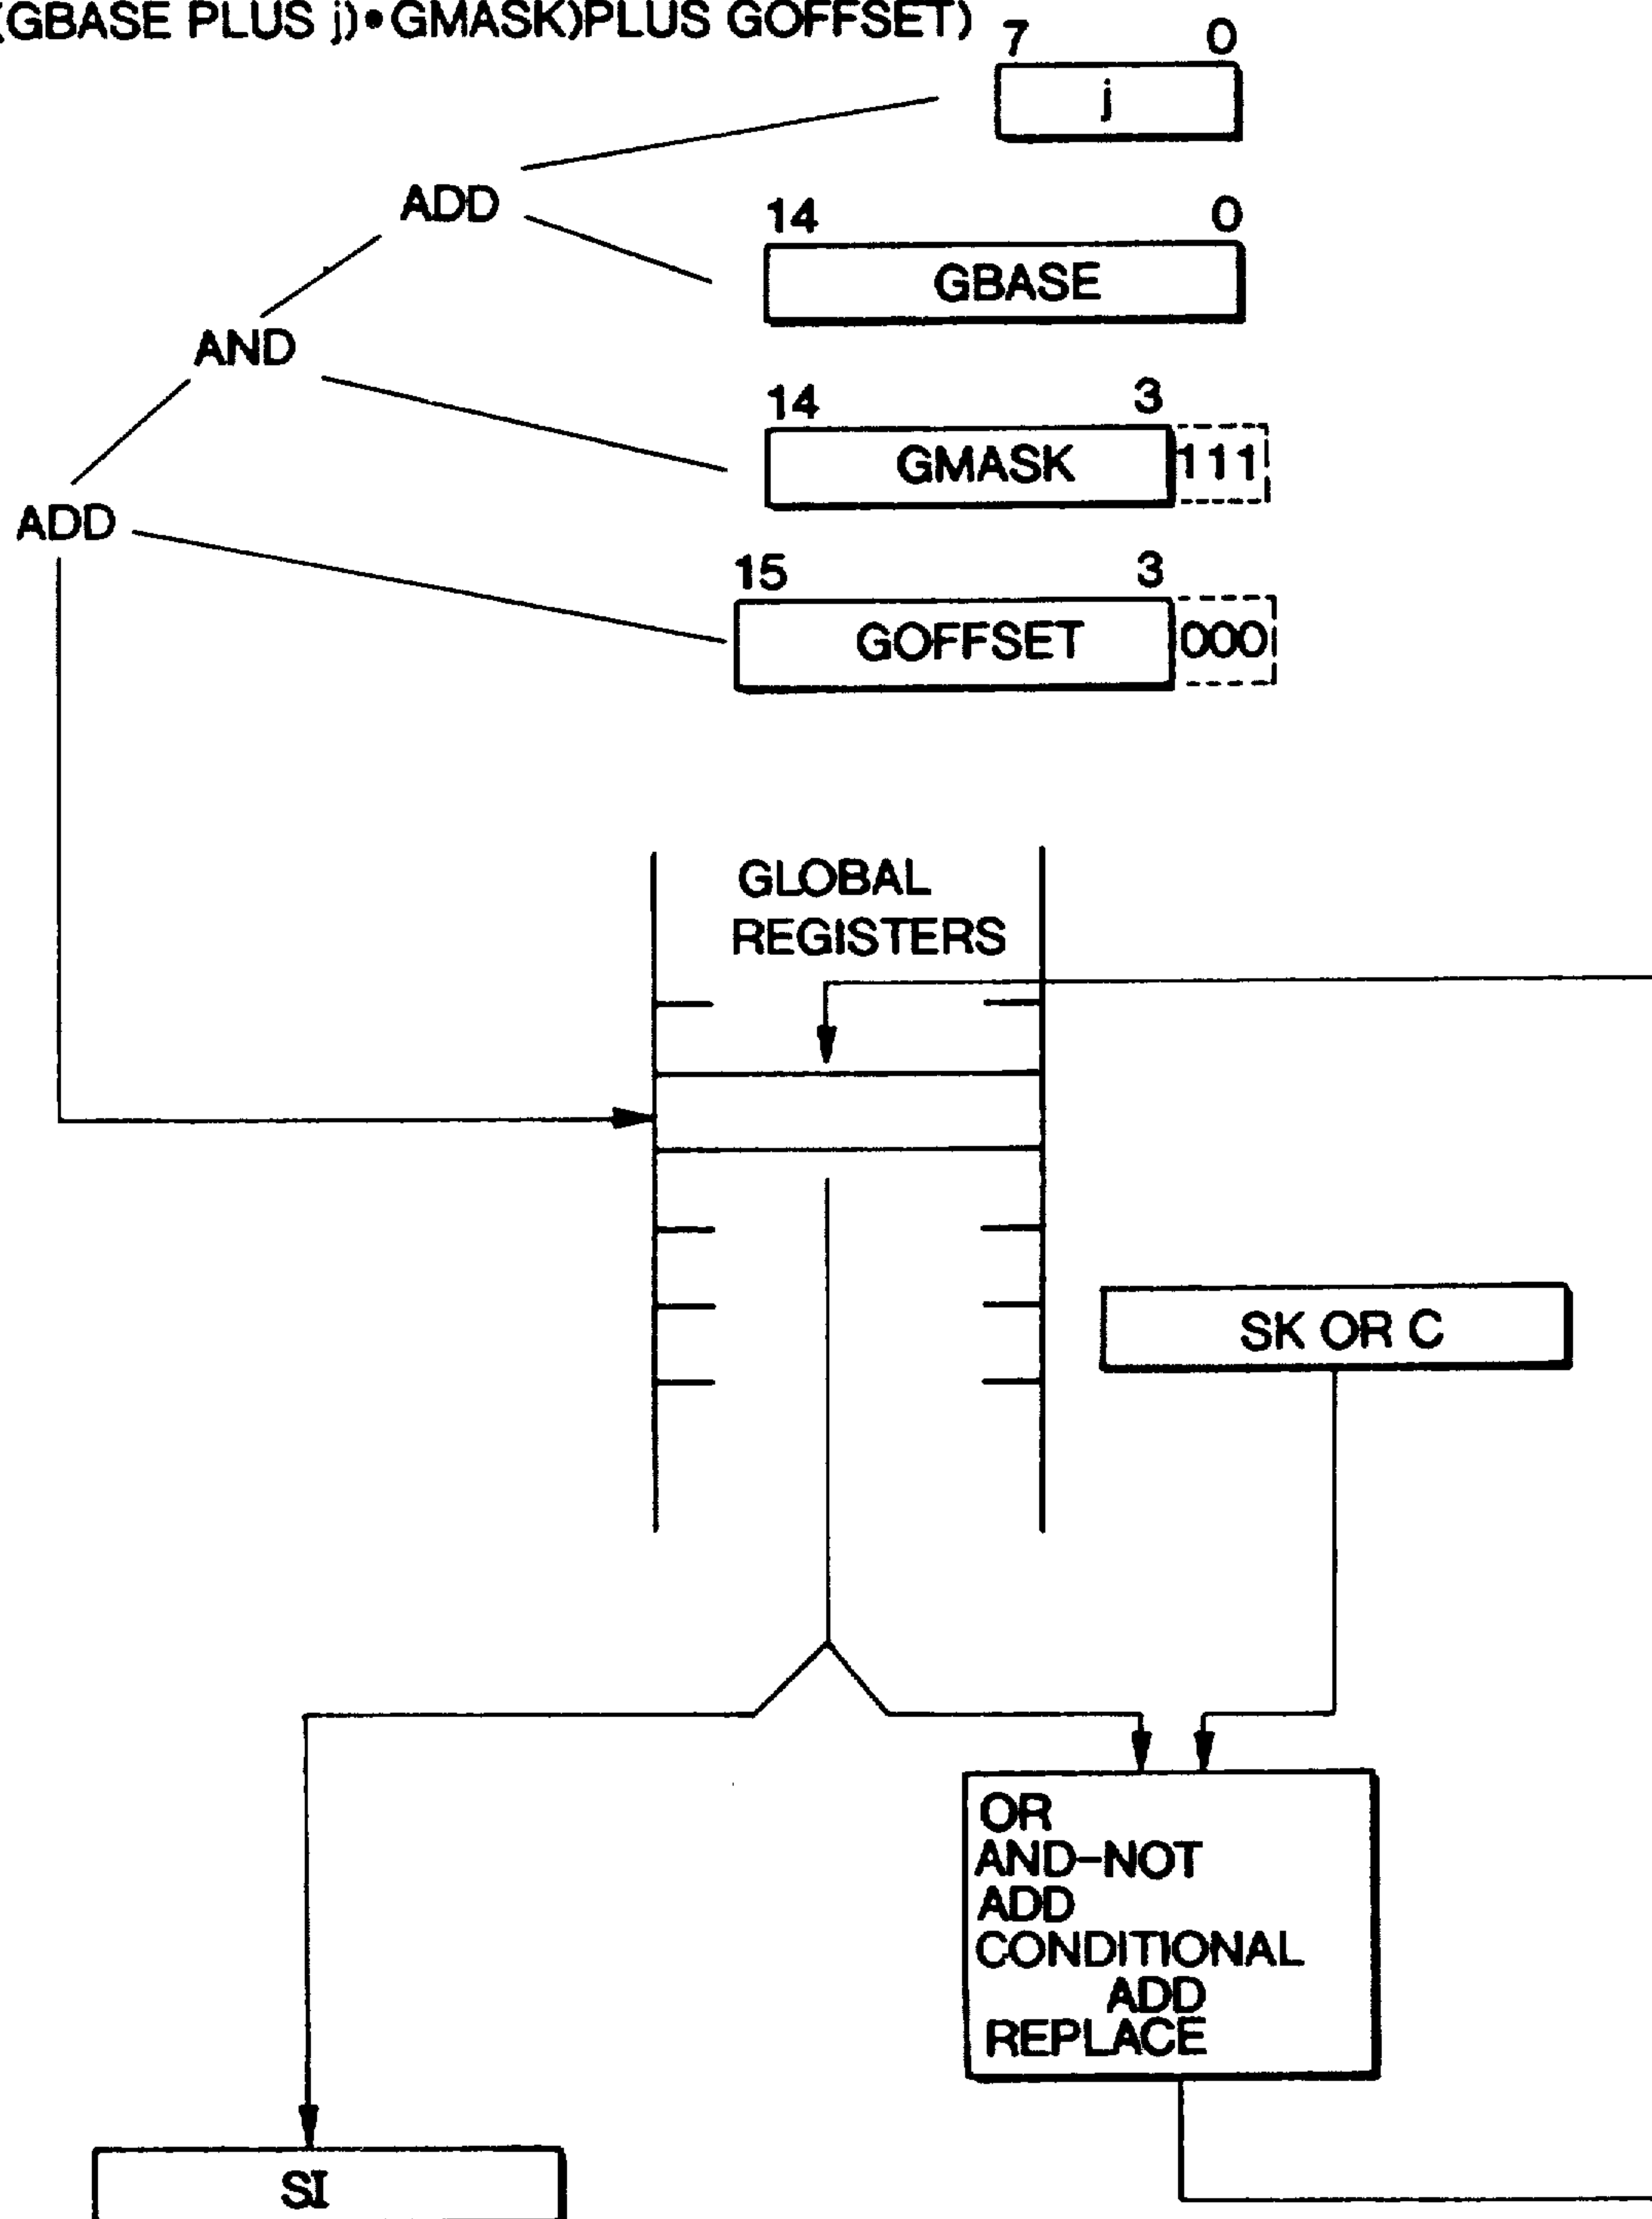 (GBASE PLUS j)•GMASK)PLUS GOFFSET)
7 0
j
ADD
14 0
GBASE
AND
14 3
GMASK 111
ADD
15 3
GOFFSET 000
GLOBAL
REGISTERS
SK OR C
OR
AND-NOT
ADD
CONDITIONAL
ADD
REPLACE
SI